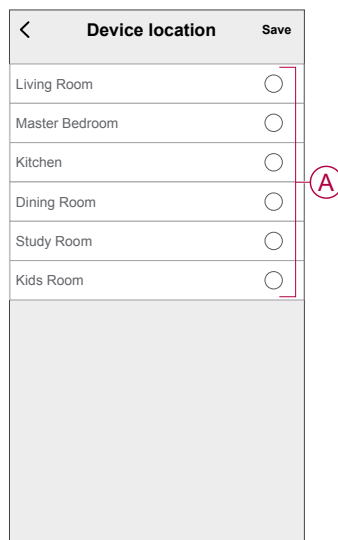 Device location Save
Living Room
Master Bedroom
Kitchen
A
Dining Room
Study Room
Kids Room